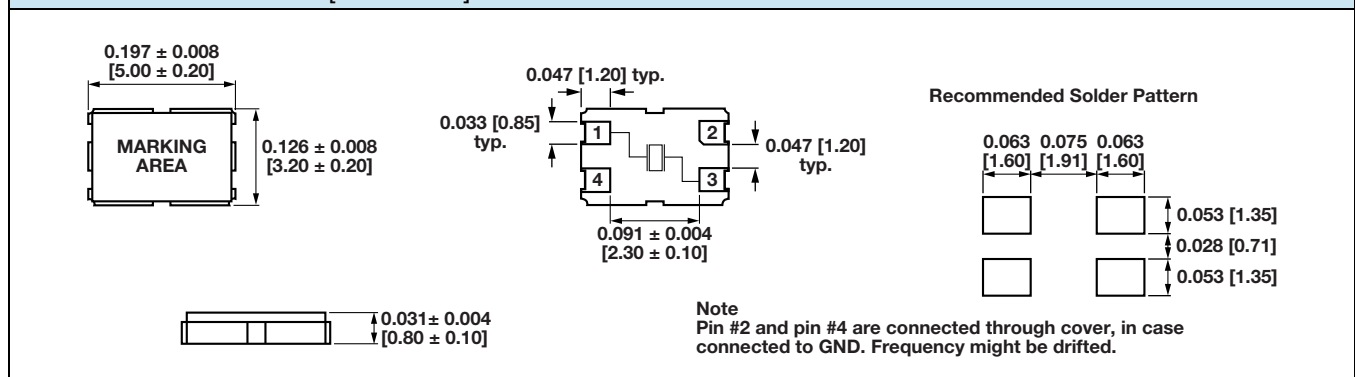 0.197 ± 0.008
[5.00 ± 0.20]
MARKING
AREA
0.126 ± 0.008
[3.20 ± 0.20]
0.047 [1.20] typ.
0.033 [0.85]
typ.
1
2
4
3
0.047 [1.20]
typ.
0.091 ± 0.004
[2.30 ± 0.10]
Recommended Solder Pattern
0.063 0.075 0.063
[1.60] [1.91] [1.60]
0.053 [1.35]
0.028 [0.71]
0.053 [1.35]
0.031± 0.004
[0.80 ± 0.10]
Note
Pin #2 and pin #4 are connected through cover, in case
connected to GND. Frequency might be drifted.